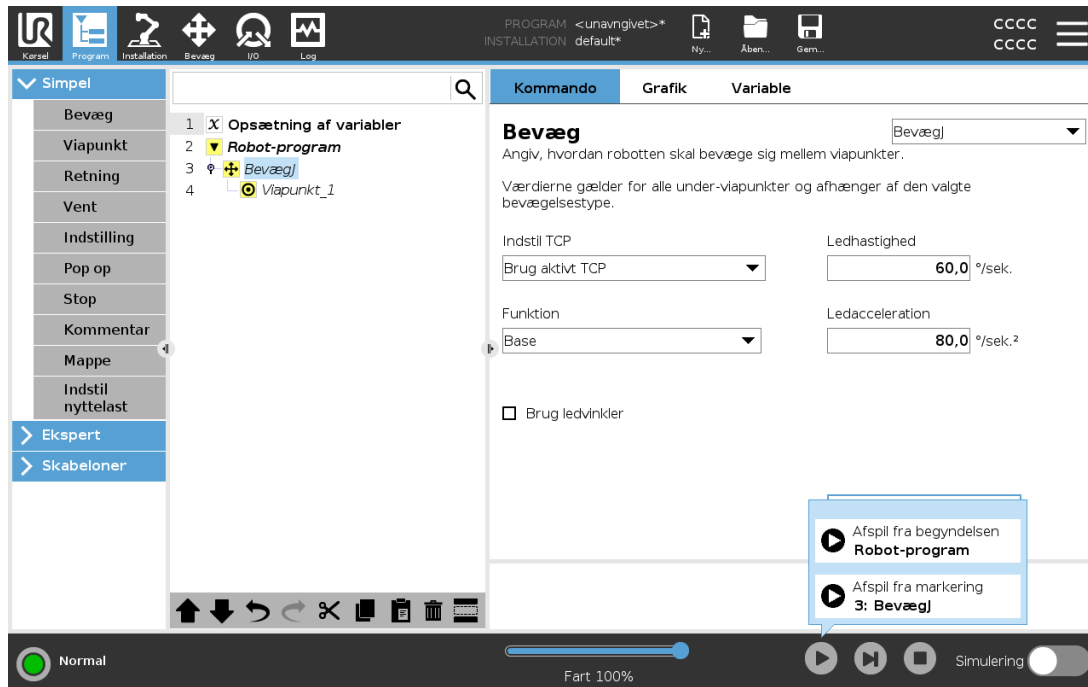 UR
Kørsel
Program
Installation
Bevæg
I/O
Log
PROGRAM <unavngivet>*
INSTALLATION default*
Ny...
Åben...
Gem...
CCCC
CCCC
Simpel
Bevæg
Viapunkt
Retning
Vent
Indstilling
Pop op
Stop
Kommentar
Mappe
Indstil
nyttelast
Ekspert
Skabeloner
1 X Opsætning af variabler
2 Robot-program
3 BevægJ
4 Viapunkt_1
Kommando
Grafik
Variable
Bevæg
BevægJ
Angiv, hvordan robotten skal bevæge sig mellem viapunkter.
Værdierne gælder for alle under-viapunkter og afhænger af den valgte
bevægelsestype.
Indstil TCP
Ledhastighed
Brug aktivt TCP
60,0 °/sek.
Funktion
Ledacceleration
Base
80,0 °/sek.²
Brug ledvinkler
Afspil fra begyndelsen
Robot-program
Afspil fra markering
3: BevægJ
Normal
Fart 100%
Simulering